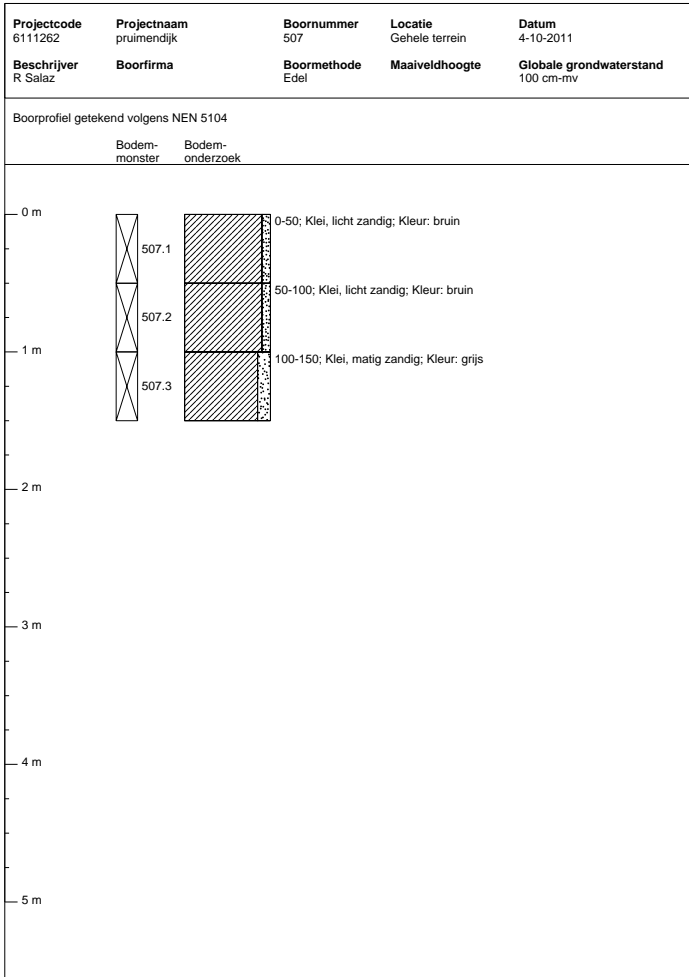 Projectcode Projectnaam Boornummer Locatie Datum
6111262 pruimendijk 507 Gehele terrein 4-10-2011
Beschrijver Boorfirma Boormethode Maaiveldhoogte Globale grondwaterstand
R Salaz Edel 100 cm-mv
Boorprofiel getekend volgens NEN 5104
Bodem- Bodem-
monster onderzoek
0 m
0-50; Klei, licht zandig; Kleur: bruin
507.1
50-100; Klei, licht zandig; Kleur: bruin
507.2
1 m
100-150; Klei, matig zandig; Kleur: grijs
507.3
2 m
3 m
4 m
5 m